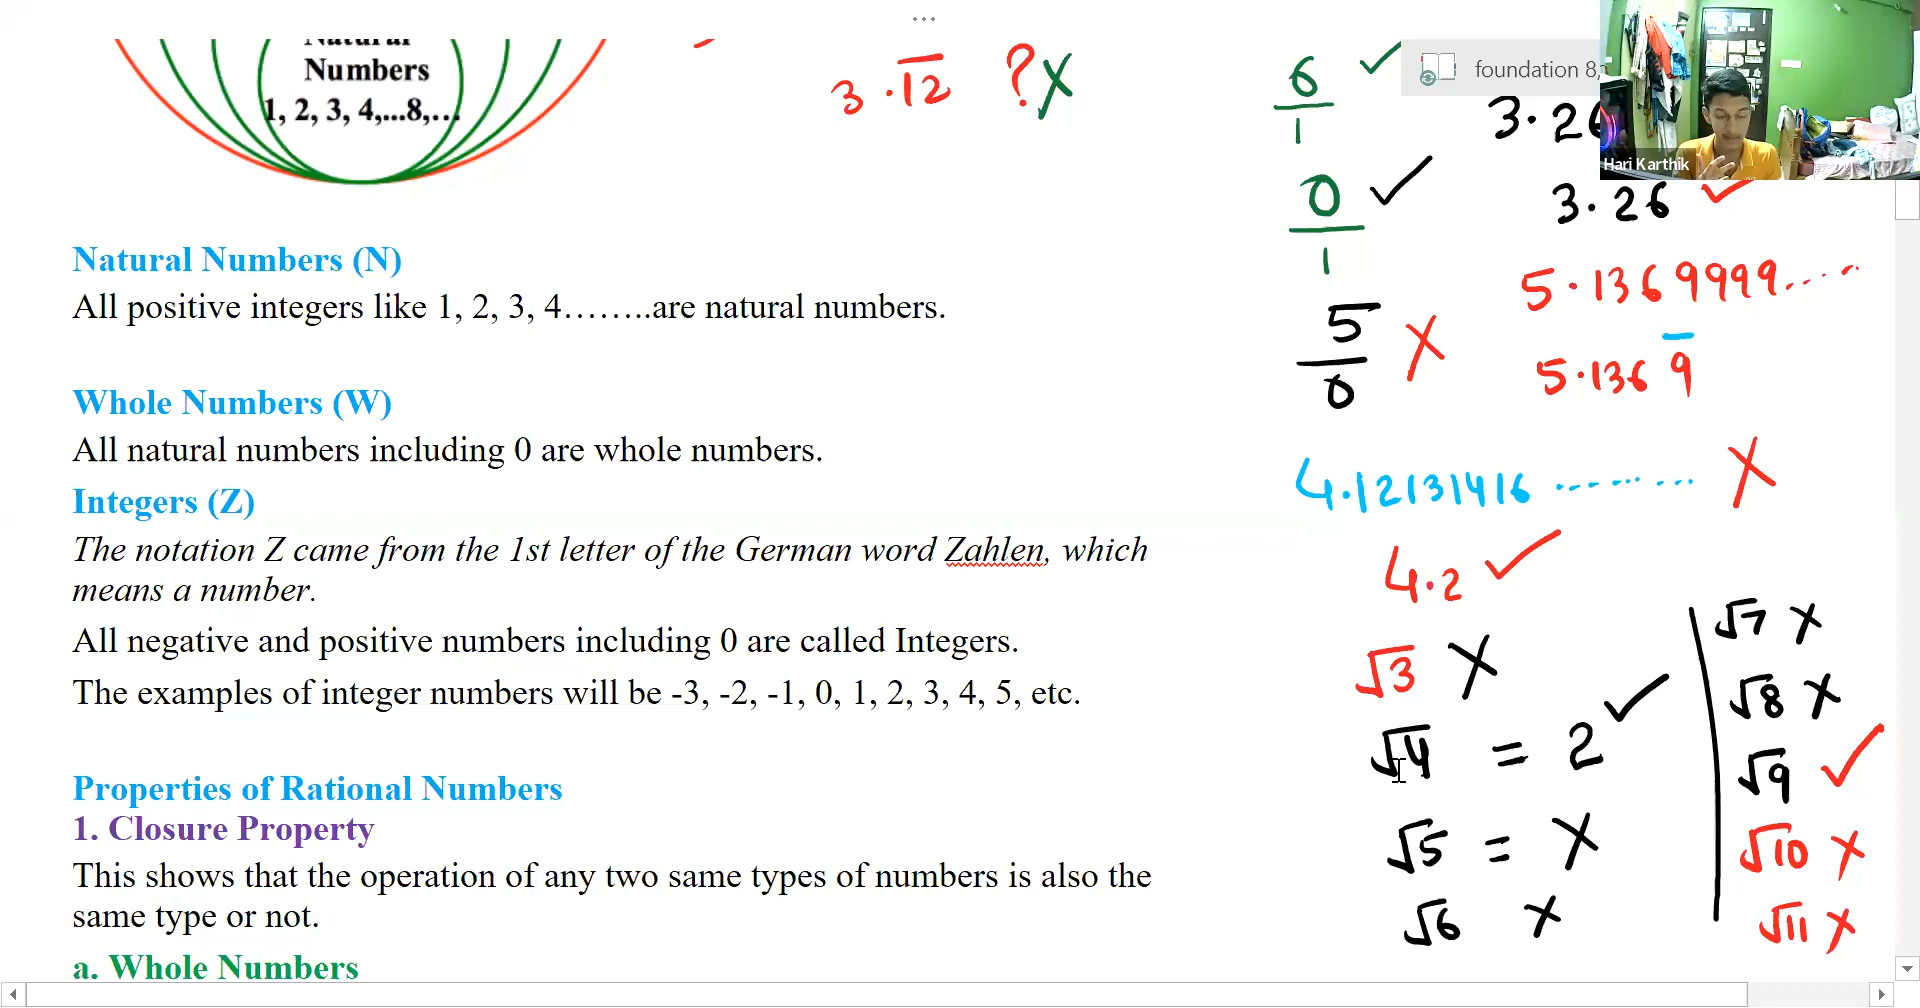 Natural
Numbers
1, 2, 3, 4,...8,...
3.12 ? X
6/1 ✓
foundation 8,
3.26
Hari Karthik
0/1 ✓
3.26 ✓
Natural Numbers (N)
All positive integers like 1, 2, 3, 4……..are natural numbers.
5.1369999.....
5/0 X
5.1369̅
Whole Numbers (W)
All natural numbers including 0 are whole numbers.
4.12131416 ......... X
Integers (Z)
The notation Z came from the 1st letter of the German word Zahlen, which
means a number.
4.2 ✓
All negative and positive numbers including 0 are called Integers.
The examples of integer numbers will be -3, -2, -1, 0, 1, 2, 3, 4, 5, etc.
√3 X
√4 = 2 ✓
√5 = X
√6 X
√7 X
√8 X
√9 ✓
√10 X
√11 X
Properties of Rational Numbers
1. Closure Property
This shows that the operation of any two same types of numbers is also the
same type or not.
a. Whole Numbers